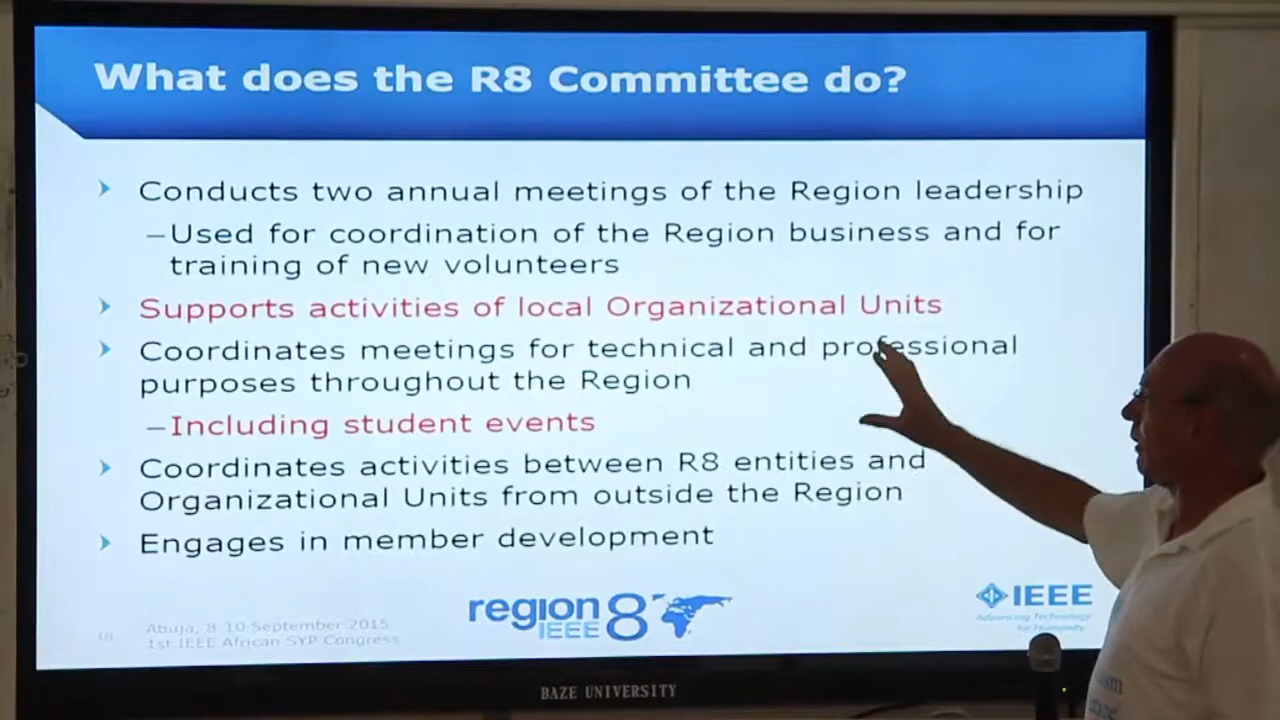 What does the R8 Committee do?
Conducts two annual meetings of the Region leadership
–Used for coordination of the Region business and for
training of new volunteers
Supports activities of local Organizational Units
Coordinates meetings for technical and professional
purposes throughout the Region
–Including student events
Coordinates activities between R8 entities and
Organizational Units from outside the Region
Engages in member development
region 8
IEEE
IEEE
Advancing Technology
for Humanity
Abuja, 8-10 September 2015
1st IEEE African SYP Congress
BAZE UNIVERSITY